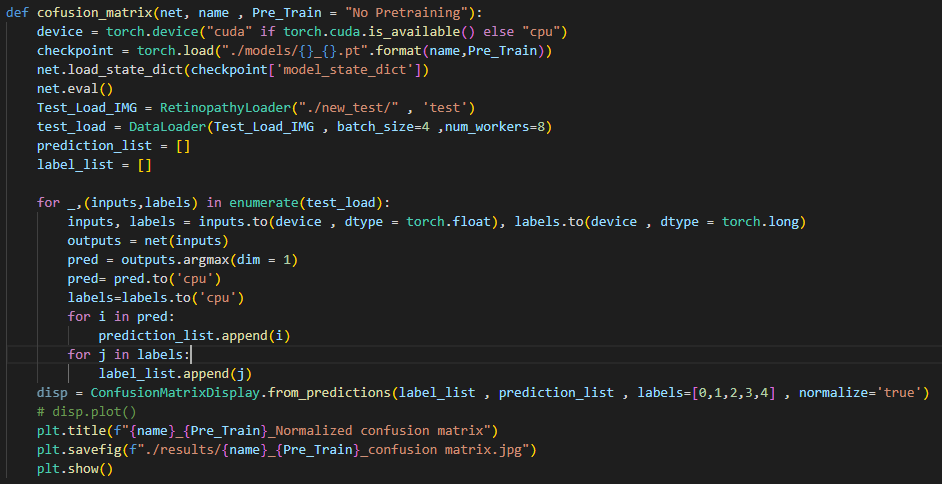 def cofusion_matrix(net, name , Pre_Train = "No Pretraining"):
    device = torch.device("cuda" if torch.cuda.is_available() else "cpu")
    checkpoint = torch.load("./models/{}_{}.pt".format(name,Pre_Train))
    net.load_state_dict(checkpoint['model_state_dict'])
    net.eval()
    Test_Load_IMG = RetinopathyLoader("./new_test/" , 'test')
    test_load = DataLoader(Test_Load_IMG , batch_size=4 ,num_workers=8)
    prediction_list = []
    label_list = []

    for _,(inputs,labels) in enumerate(test_load):
        inputs, labels = inputs.to(device , dtype = torch.float), labels.to(device , dtype = torch.long)
        outputs = net(inputs)
        pred = outputs.argmax(dim = 1)
        pred= pred.to('cpu')
        labels=labels.to('cpu')
        for i in pred:
            prediction_list.append(i)
        for j in labels:
            label_list.append(j)
    disp = ConfusionMatrixDisplay.from_predictions(label_list , prediction_list , labels=[0,1,2,3,4] , normalize='true')
    # disp.plot()
    plt.title(f"{name}_{Pre_Train}_Normalized confusion matrix")
    plt.savefig(f"./results/{name}_{Pre_Train}_confusion matrix.jpg")
    plt.show()